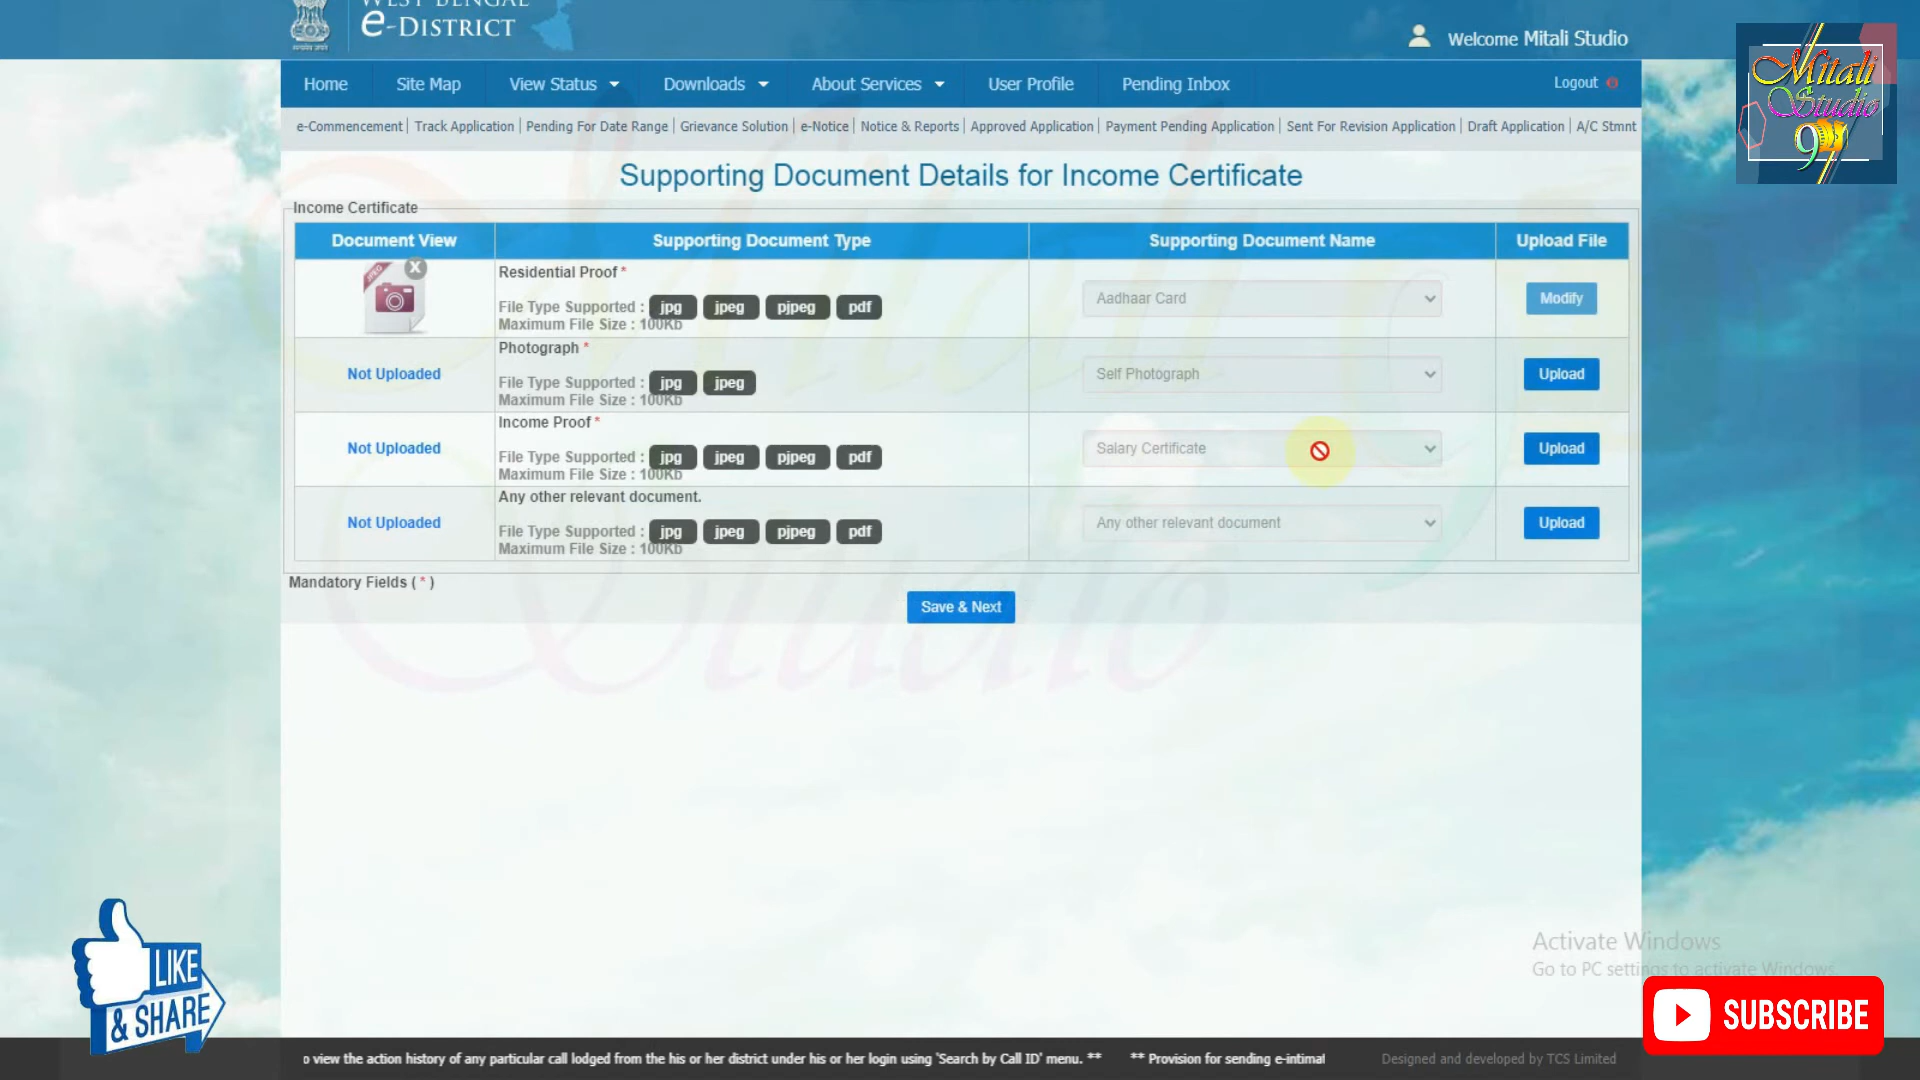 WEST BENGAL
e-DISTRICT
Welcome Mitali Studio
Mitali
Studio
9
Home Site Map View Status Downloads About Services User Profile Pending Inbox Logout
e-Commencement | Track Application | Pending For Date Range | Grievance Solution | e-Notice | Notice & Reports | Approved Application | Payment Pending Application | Sent For Revision Application | Draft Application | A/C Stmnt
Supporting Document Details for Income Certificate
Income Certificate
Document View Supporting Document Type Supporting Document Name Upload File
JPEG
X
Residential Proof *
File Type Supported : jpg jpeg pjpeg pdf
Maximum File Size : 100Kb
Aadhaar Card
Modify
Not Uploaded
Photograph *
File Type Supported : jpg jpeg
Maximum File Size : 100Kb
Self Photograph
Upload
Not Uploaded
Income Proof *
File Type Supported : jpg jpeg pjpeg pdf
Maximum File Size : 100Kb
Salary Certificate
Upload
Not Uploaded
Any other relevant document.
File Type Supported : jpg jpeg pjpeg pdf
Maximum File Size : 100Kb
Any other relevant document
Upload
Mandatory Fields ( * )
Save & Next
Mitali
Studio
Activate Windows
Go to PC settings to activate Windows.
LIKE
& SHARE
SUBSCRIBE
o view the action history of any particular call lodged from the his or her district under his or her login using 'Search by Call ID' menu. ** ** Provision for sending e-intimat
Designed and developed by TCS Limited